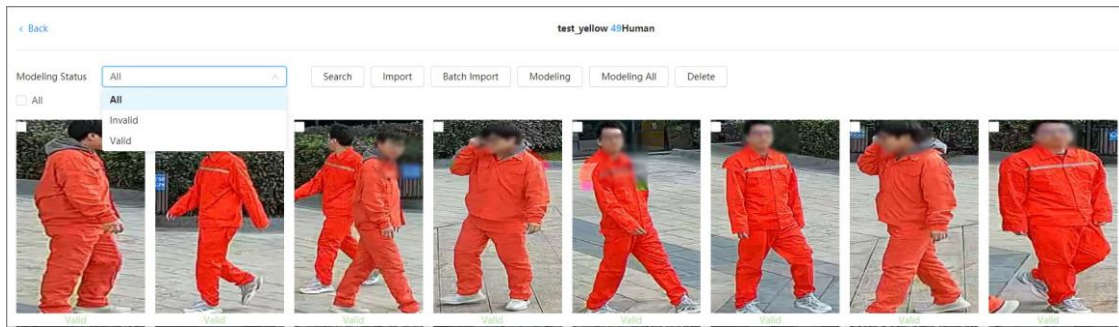 < Back
test_yellow 49Human
Modeling Status All Search Import Batch Import Modeling Modeling All Delete
All
All
Invalid
Valid
Valid Valid Valid Valid Valid Valid Valid Valid